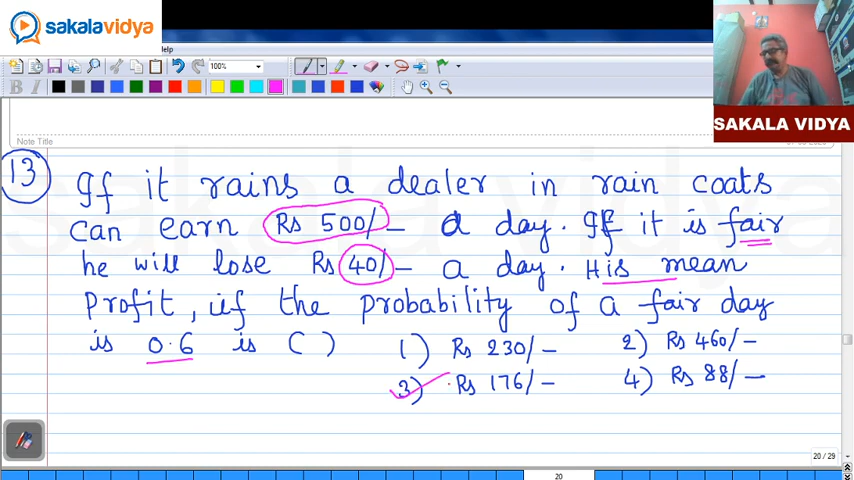 sakalavidya
Help
100%
SAKALA VIDYA
Note Title
13
If it rains a dealer in rain coats
can earn Rs 500/- a day. If it is fair
he will lose Rs 40/- a day. His mean
Profit, if the probability of a fair day
is 0.6 is ( ) 1) Rs 230/- 2) Rs 460/-
3) Rs 176/- 4) Rs 88/-
20 / 29
20